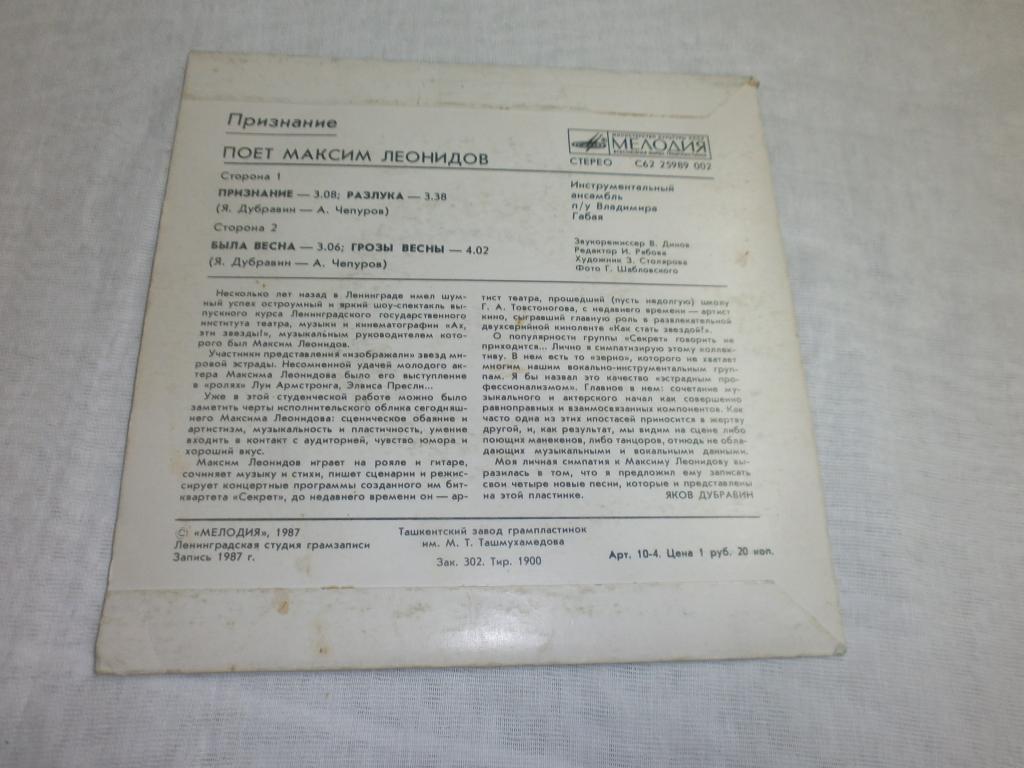 Признание
ПОЕТ МАКСИМ ЛЕОНИДОВ
МИНИСТЕРСТВО КУЛЬТУРЫ СССР
МЕЛОДИЯ
ВСЕСОЮЗНАЯ ФИРМА ГРАМПЛАСТИНОК
СТЕРЕО С62 25989 002
Сторона 1
ПРИЗНАНИЕ — 3.08; РАЗЛУКА — 3.38
(Я. Дубравин — А. Чепуров)
Сторона 2
БЫЛА ВЕСНА — 3.06; ГРОЗЫ ВЕСНЫ — 4.02
(Я. Дубравин — А. Чепуров)
Инструментальный
ансамбль
п/у Владимира
Габая
Звукорежиссер В. Динов
Редактор И. Рябова
Художник З. Столярова
Фото Г. Шабловского
Несколько лет назад в Ленинграде имел шум-
ный успех остроумный и яркий шоу-спектакль вы-
пускного курса Ленинградского государственного
института театра, музыки и кинематографии «Ах,
эти звезды!», музыкальным руководителем кото-
рого был Максим Леонидов.
Участники представления «изображали» звезд ми-
ровой эстрады. Несомненной удачей молодого ак-
тера Максима Леонидова было его выступление
в «ролях» Луи Армстронга, Элвиса Пресли...
Уже в этой студенческой работе можно было
заметить черты исполнительского облика сегодняш-
него Максима Леонидова: сценическое обаяние и
артистизм, музыкальность и пластичность, умение
входить в контакт с аудиторией, чувство юмора и
хороший вкус.
Максим Леонидов играет на рояле и гитаре,
сочиняет музыку и стихи, пишет сценарии и режис-
сирует концертные программы созданного им бит-
квартета «Секрет», до недавнего времени он — ар-
тист театра, прошедший (пусть недолгую) школу
Г. А. Товстоногова, с недавнего времени — артист
кино, сыгравший главную роль в развлекательной
двухсерийной киноленте «Как стать звездой!».
О популярности группы «Секрет» говорить не
приходится... Лично я симпатизирую этому коллек-
тиву. В нем есть то «зерно», которого не хватает
многим нашим вокально-инструментальным груп-
пам. Я бы назвал это качество «эстрадным про-
фессионализмом». Главное в нем: сочетание му-
зыкального и актерского начал как совершенно
равноправных и взаимосвязанных компонентов. Как
часто одна из этих ипостасей приносится в жертву
другой, и, как результат, мы видим на сцене либо
поющих манекенов, либо танцоров, отнюдь не обла-
дающих музыкальными и вокальными данными.
Моя личная симпатия к Максиму Леонидову вы-
разилась в том, что я предложил ему записать
свои четыре новые песни, которые и представлены
на этой пластинке. ЯКОВ ДУБРАВИН
© «МЕЛОДИЯ», 1987
Ленинградская студия грамзаписи
Запись 1987 г.
Ташкентский завод грампластинок
им. М. Т. Ташмухамедова
Зак. 302. Тир. 1900
Арт. 10-4. Цена 1 руб. 20 коп.